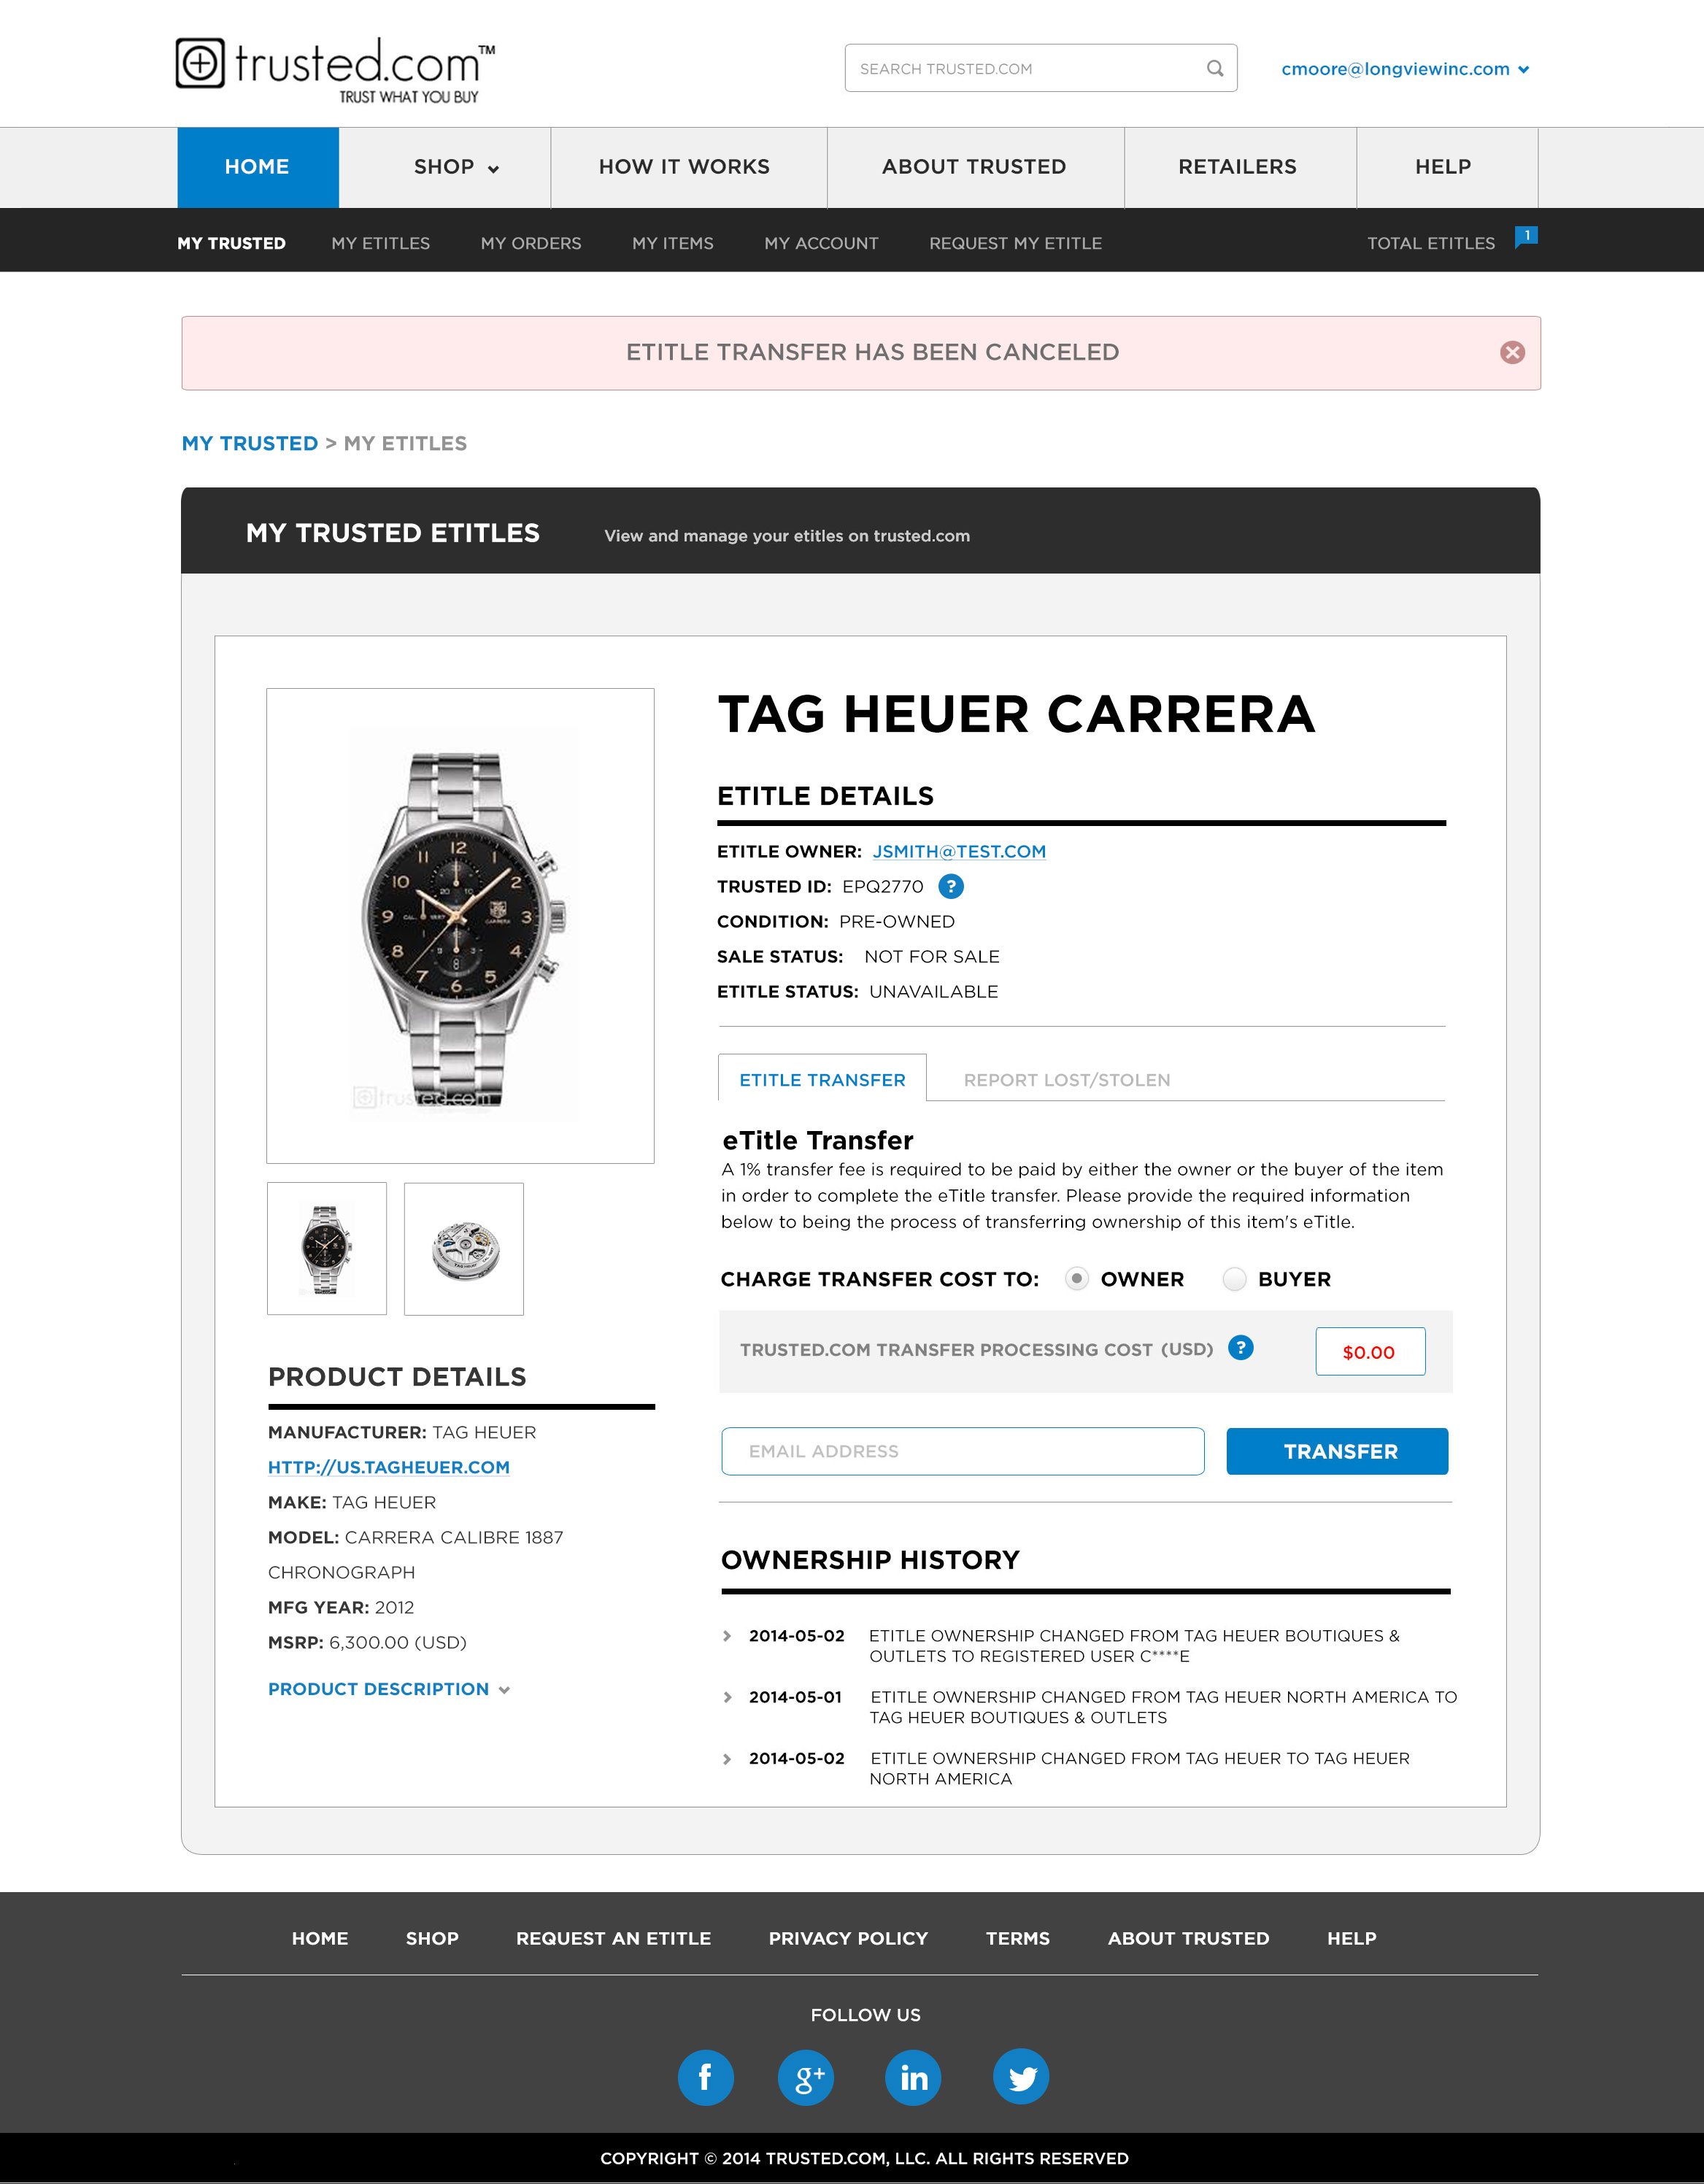 trusted.com™
TRUST WHAT YOU BUY
SEARCH TRUSTED.COM
cmoore@longviewinc.com
HOME
SHOP
HOW IT WORKS
ABOUT TRUSTED
RETAILERS
HELP
MY TRUSTED
MY ETITLES
MY ORDERS
MY ITEMS
MY ACCOUNT
REQUEST MY ETITLE
TOTAL ETITLES
1
ETITLE TRANSFER HAS BEEN CANCELED
MY TRUSTED > MY ETITLES
MY TRUSTED ETITLES
View and manage your etitles on trusted.com
trusted.com
PRODUCT DETAILS
MANUFACTURER: TAG HEUER
HTTP://US.TAGHEUER.COM
MAKE: TAG HEUER
MODEL: CARRERA CALIBRE 1887
CHRONOGRAPH
MFG YEAR: 2012
MSRP: 6,300.00 (USD)
PRODUCT DESCRIPTION
TAG HEUER CARRERA
ETITLE DETAILS
ETITLE OWNER: JSMITH@TEST.COM
TRUSTED ID: EPQ2770 ?
CONDITION: PRE-OWNED
SALE STATUS: NOT FOR SALE
ETITLE STATUS: UNAVAILABLE
ETITLE TRANSFER
REPORT LOST/STOLEN
eTitle Transfer
A 1% transfer fee is required to be paid by either the owner or the buyer of the item
in order to complete the eTitle transfer. Please provide the required information
below to being the process of transferring ownership of this item's eTitle.
CHARGE TRANSFER COST TO: OWNER BUYER
TRUSTED.COM TRANSFER PROCESSING COST (USD) ? $0.00
EMAIL ADDRESS
TRANSFER
OWNERSHIP HISTORY
2014-05-02 ETITLE OWNERSHIP CHANGED FROM TAG HEUER BOUTIQUES &
OUTLETS TO REGISTERED USER C****E
2014-05-01 ETITLE OWNERSHIP CHANGED FROM TAG HEUER NORTH AMERICA TO
TAG HEUER BOUTIQUES & OUTLETS
2014-05-02 ETITLE OWNERSHIP CHANGED FROM TAG HEUER TO TAG HEUER
NORTH AMERICA
HOME
SHOP
REQUEST AN ETITLE
PRIVACY POLICY
TERMS
ABOUT TRUSTED
HELP
FOLLOW US
f
g+
in
COPYRIGHT © 2014 TRUSTED.COM, LLC. ALL RIGHTS RESERVED